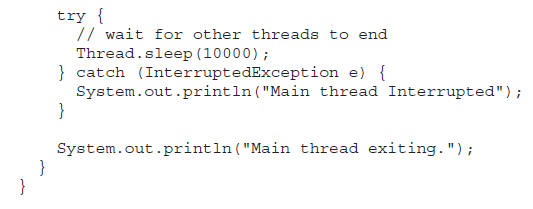 try {
// wait for other threads to end
Thread.sleep(10000);
} catch (InterruptedException e) {
System.out.println("Main thread Interrupted");
}
System.out.println("Main thread exiting.");
}
}